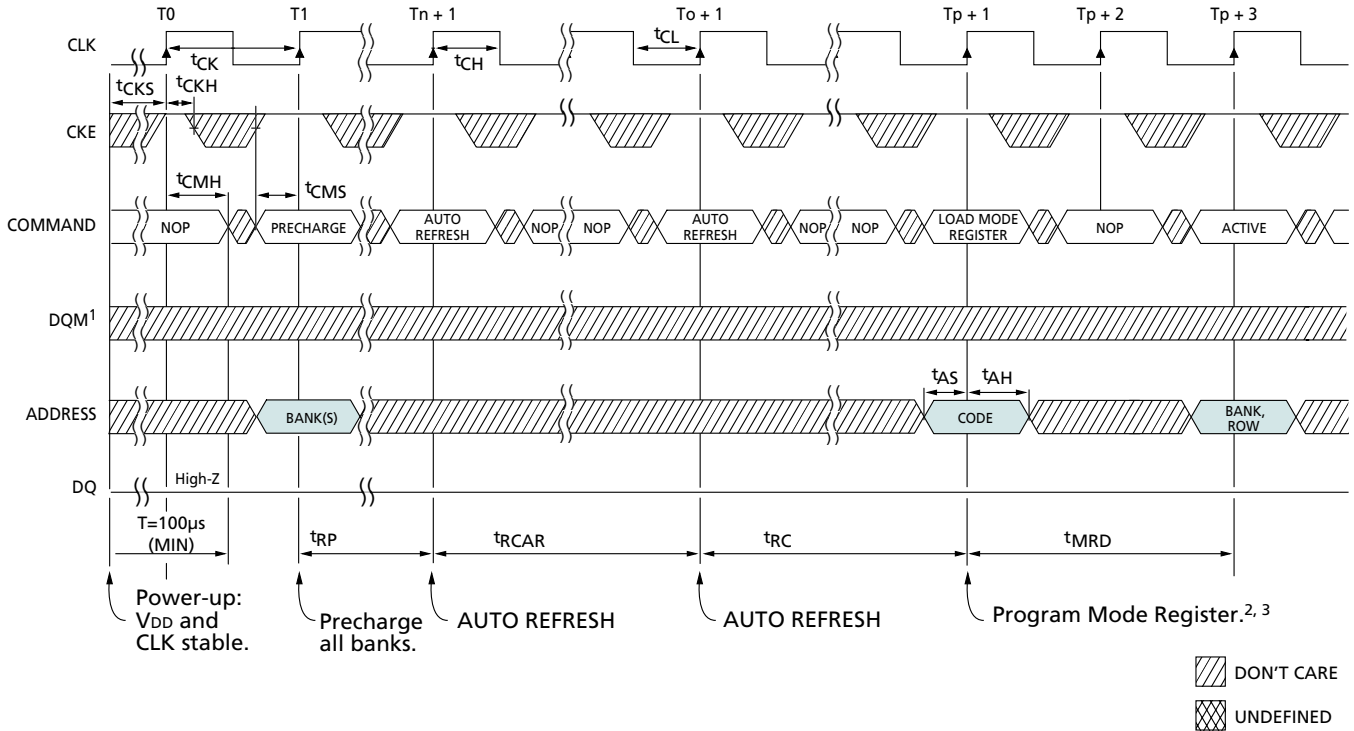 T0 T1 Tn + 1 To + 1 Tp + 1 Tp + 2 Tp + 3
CLK
tCK tCH tCL
tCKS tCKH
CKE
tCMH tCMS
COMMAND NOP PRECHARGE AUTO REFRESH NOP NOP AUTO REFRESH NOP NOP LOAD MODE REGISTER NOP ACTIVE
DQM1
tAS tAH
ADDRESS BANK(S) CODE BANK, ROW
DQ High-Z
T=100µs
(MIN)
tRP tRCAR tRC tMRD
Power-up:
VDD and
CLK stable.
Precharge
all banks.
AUTO REFRESH
AUTO REFRESH
Program Mode Register.2, 3
DON'T CARE
UNDEFINED